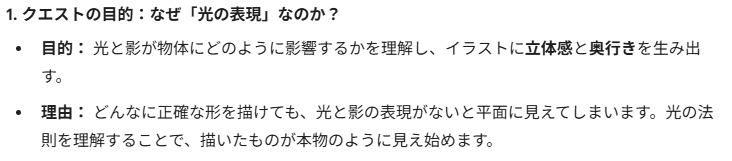 1. クエストの目的：なぜ「光の表現」なのか？
• 目的： 光と影が物体にどのように影響するかを理解し、イラストに立体感と奥行きを生み出
す。
• 理由： どんなに正確な形を描けても、光と影の表現がないと平面に見えてしまいます。光の法
則を理解することで、描いたものが本物のように見え始めます。